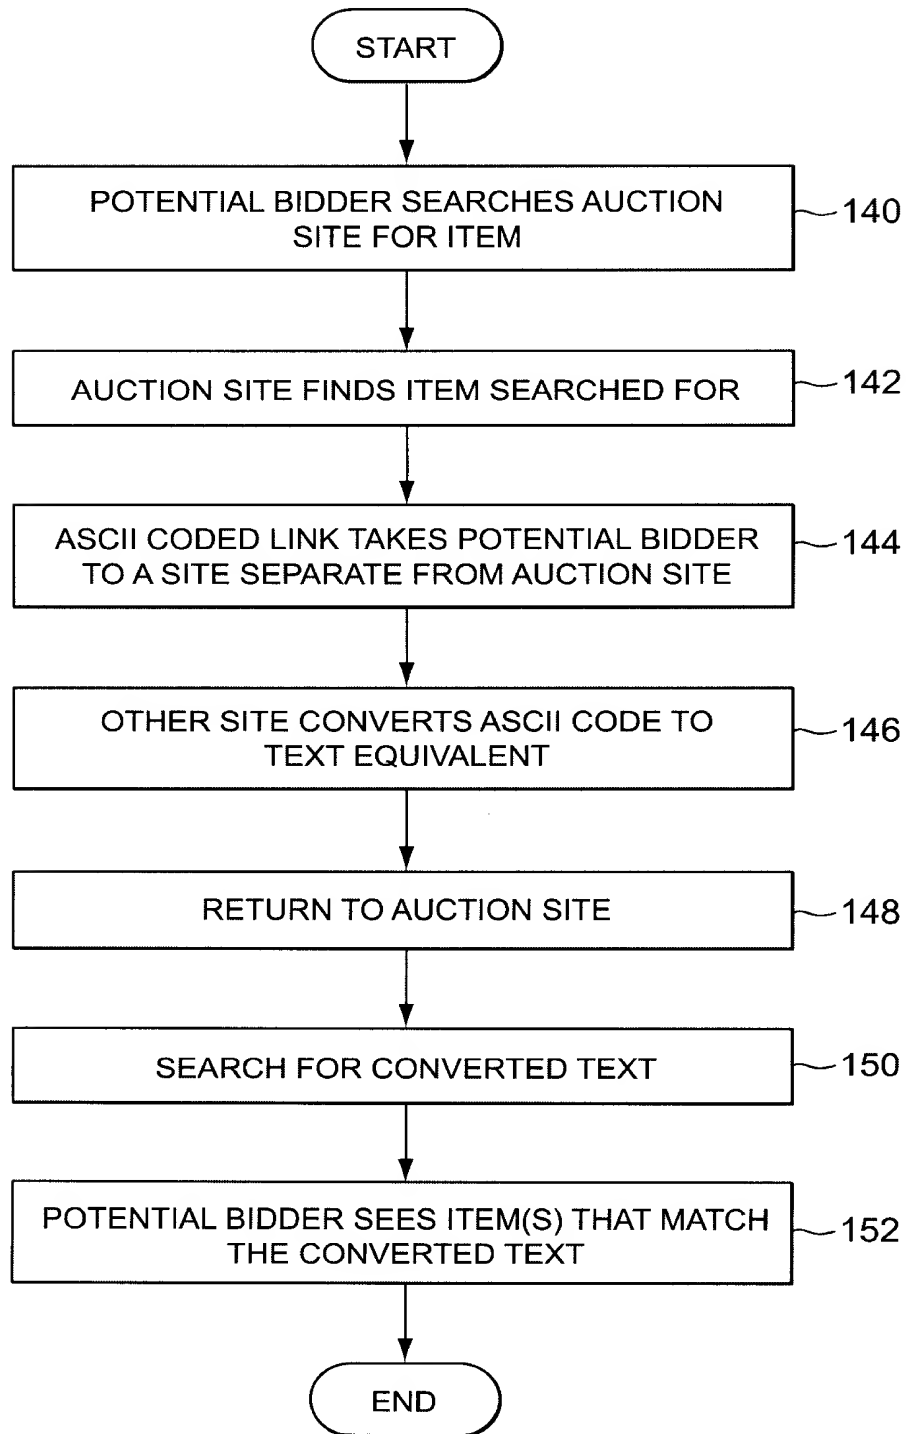 START
POTENTIAL BIDDER SEARCHES AUCTION
SITE FOR ITEM
140
AUCTION SITE FINDS ITEM SEARCHED FOR
142
ASCII CODED LINK TAKES POTENTIAL BIDDER
TO A SITE SEPARATE FROM AUCTION SITE
144
OTHER SITE CONVERTS ASCII CODE TO
TEXT EQUIVALENT
146
RETURN TO AUCTION SITE
148
SEARCH FOR CONVERTED TEXT
150
POTENTIAL BIDDER SEES ITEM(S) THAT MATCH
THE CONVERTED TEXT
152
END